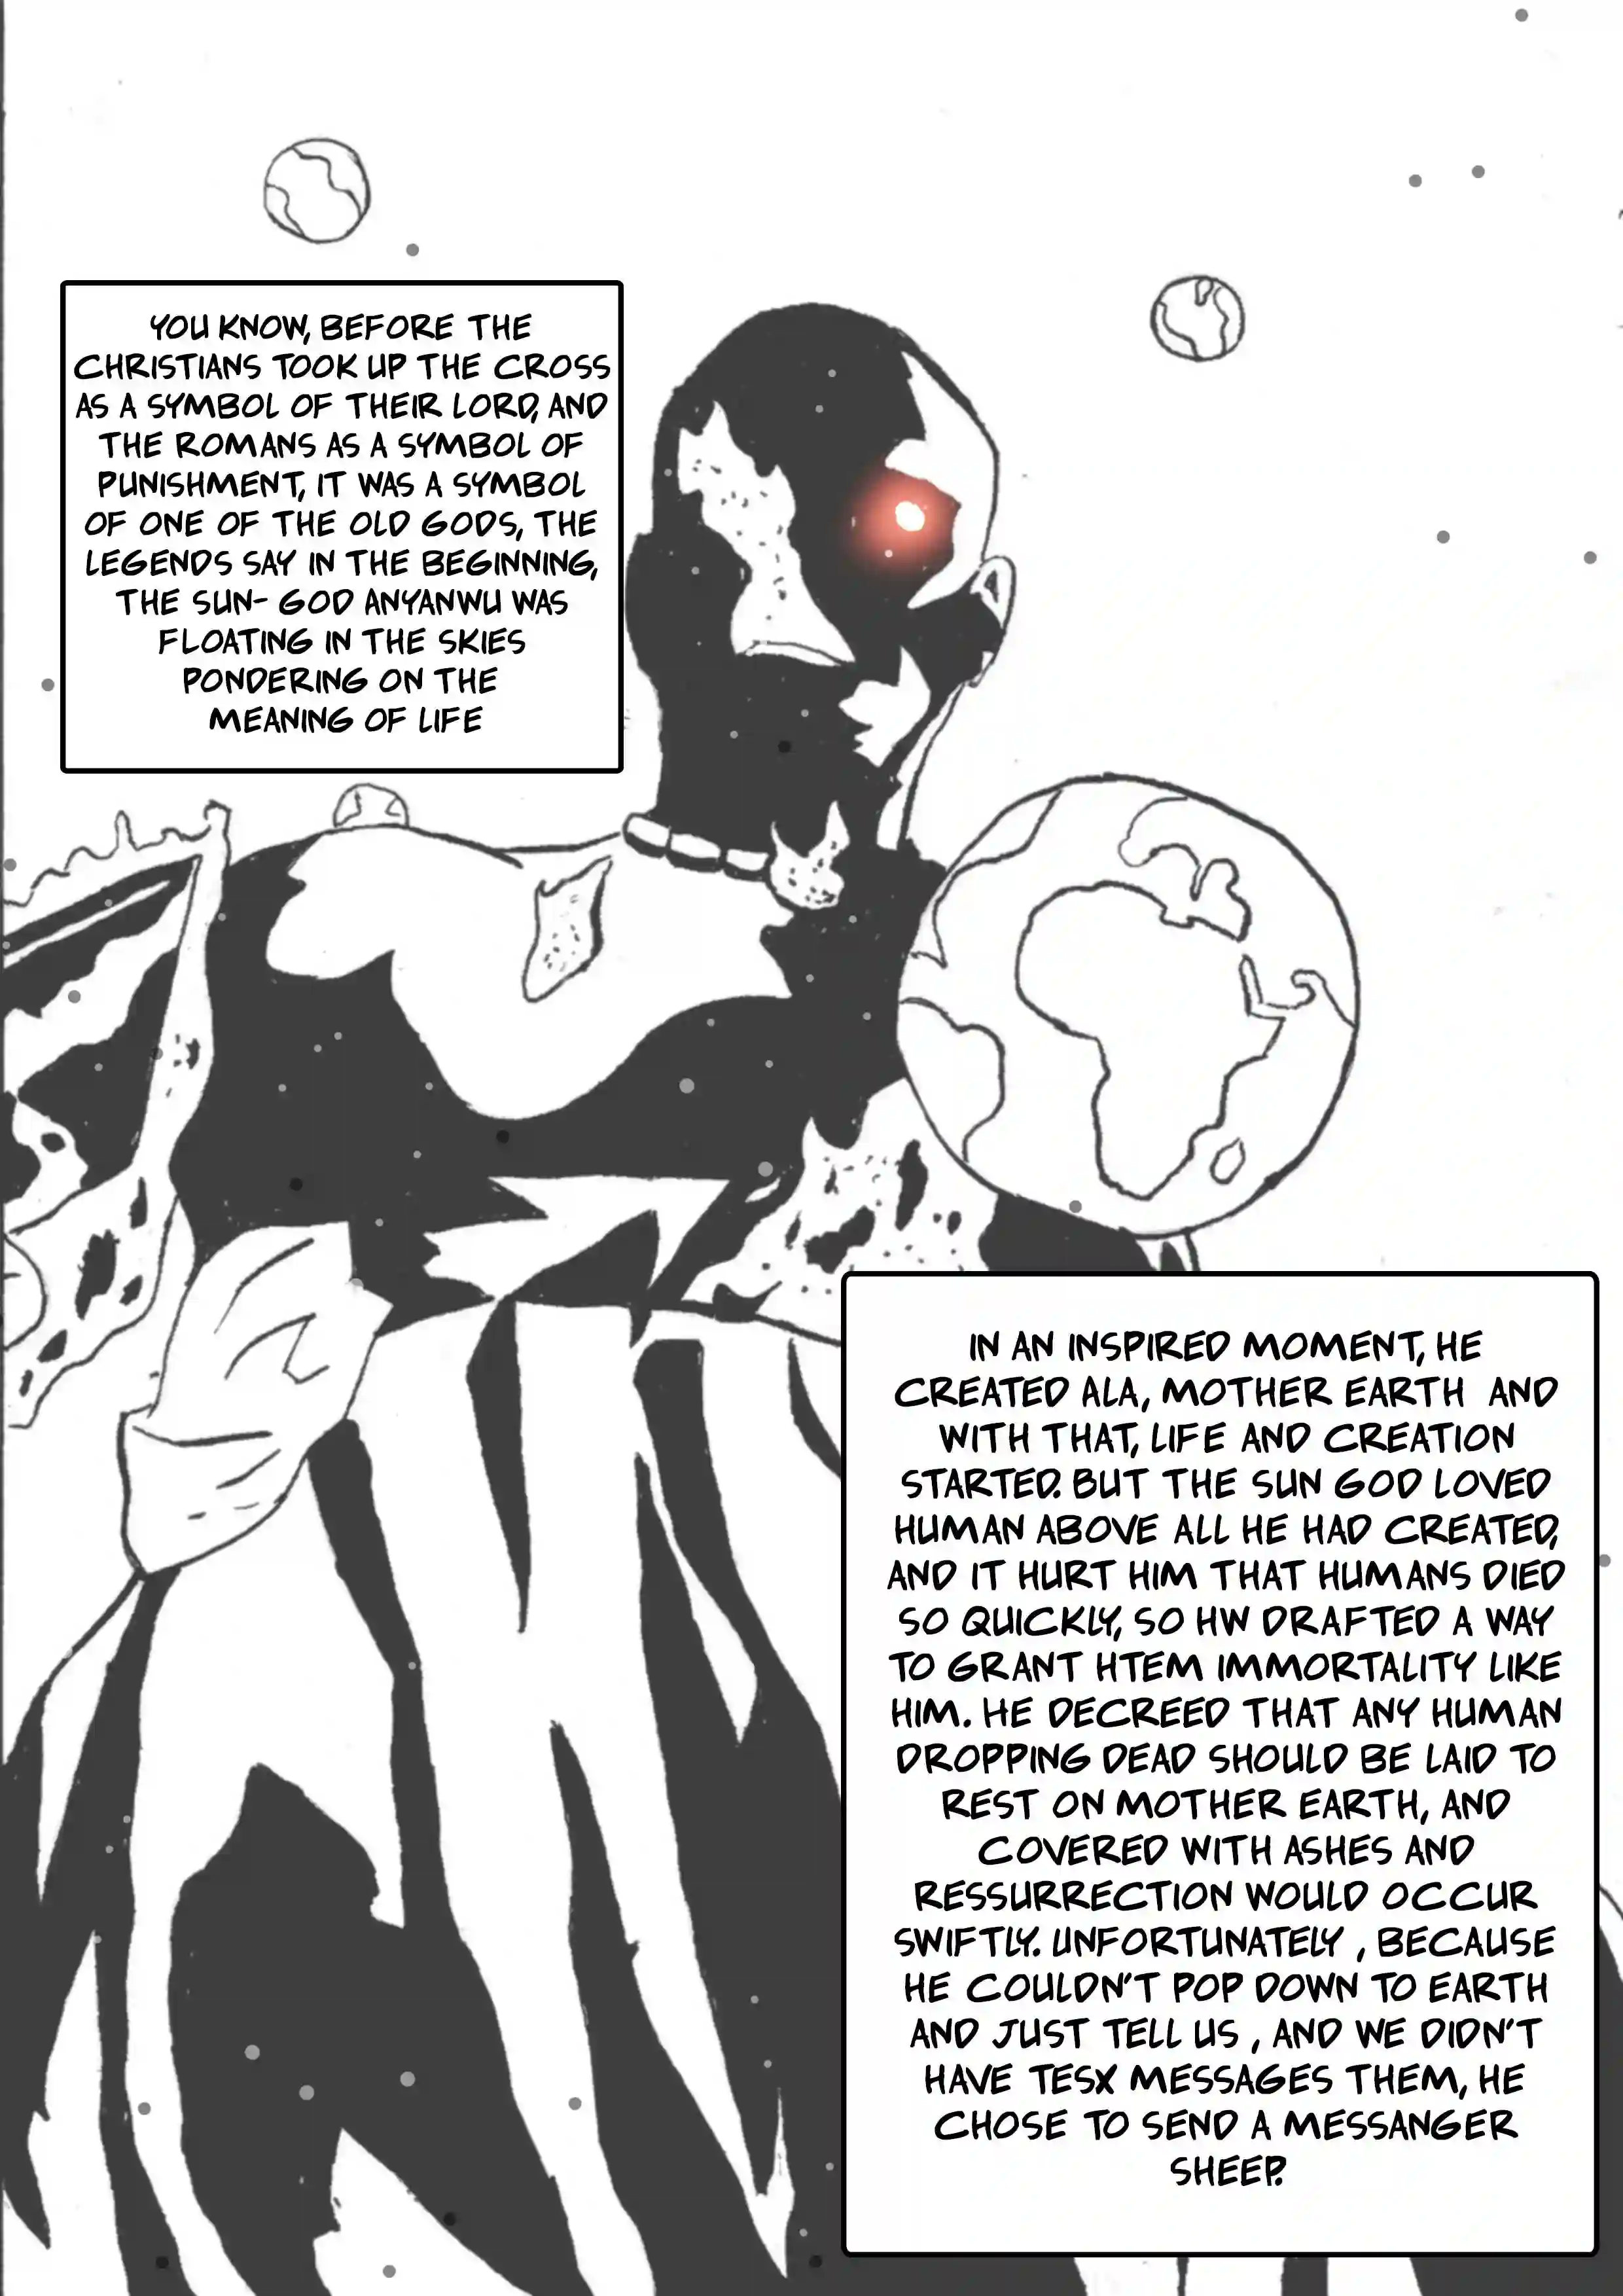 YOU KNOW, BEFORE THE
CHRISTIANS TOOK UP THE CROSS
AS A SYMBOL OF THEIR LORD, AND
THE ROMANS AS A SYMBOL OF
PUNISHMENT, IT WAS A SYMBOL
OF ONE OF THE OLD GODS, THE
LEGENDS SAY IN THE BEGINNING,
THE SUN- GOD ANYANWU WAS
FLOATING IN THE SKIES
PONDERING ON THE
MEANING OF LIFE
IN AN INSPIRED MOMENT, HE
CREATED ALA, MOTHER EARTH AND
WITH THAT, LIFE AND CREATION
STARTED. BUT THE SUN GOD LOVED
HUMAN ABOVE ALL HE HAD CREATED,
AND IT HURT HIM THAT HUMANS DIED
SO QUICKLY, SO HW DRAFTED A WAY
TO GRANT HTEM IMMORTALITY LIKE
HIM. HE DECREED THAT ANY HUMAN
DROPPING DEAD SHOULD BE LAID TO
REST ON MOTHER EARTH, AND
COVERED WITH ASHES AND
RESSURRECTION WOULD OCCUR
SWIFTLY. UNFORTUNATELY , BECAUSE
HE COULDN'T POP DOWN TO EARTH
AND JUST TELL US , AND WE DIDN'T
HAVE TESX MESSAGES THEM, HE
CHOSE TO SEND A MESSANGER
SHEEP.